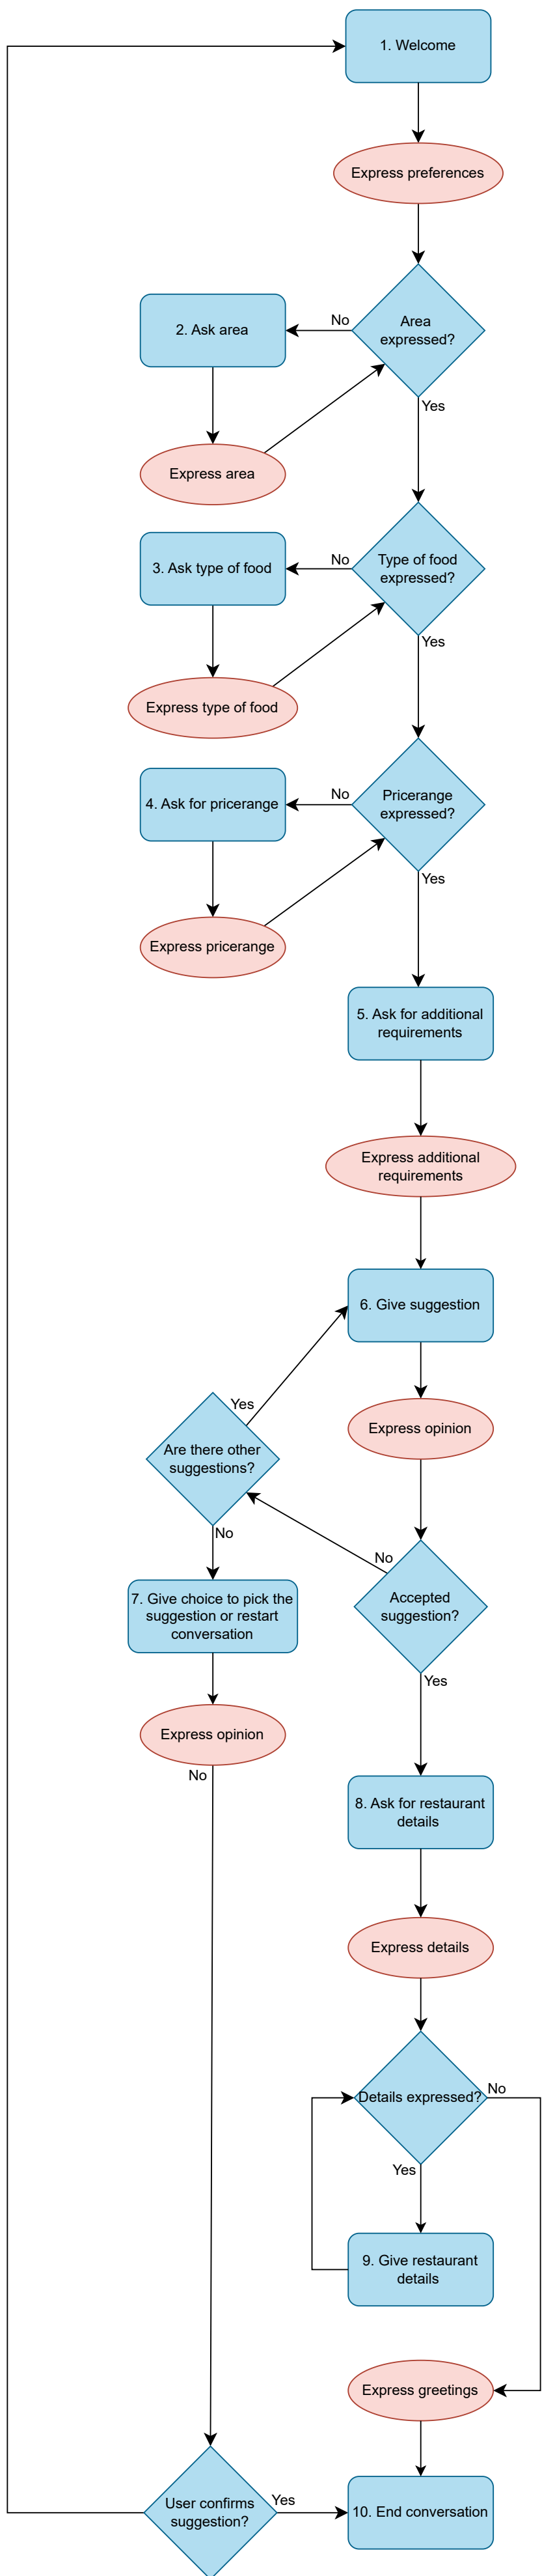 1. Welcome
Express preferences
Area
expressed?
No
2. Ask area
Yes
Express area
Type of food
expressed?
No
3. Ask type of food
Yes
Express type of food
Pricerange
expressed?
No
4. Ask for pricerange
Yes
Express pricerange
5. Ask for additional
requirements
Express additional
requirements
6. Give suggestion
Yes
Express opinion
Are there other
suggestions?
No
No
Accepted
suggestion?
7. Give choice to pick the
suggestion or restart
conversation
Yes
Express opinion
No
8. Ask for restaurant
details
Express details
Details expressed?
No
Yes
9. Give restaurant
details
Express greetings
User confirms
suggestion?
Yes
10. End conversation